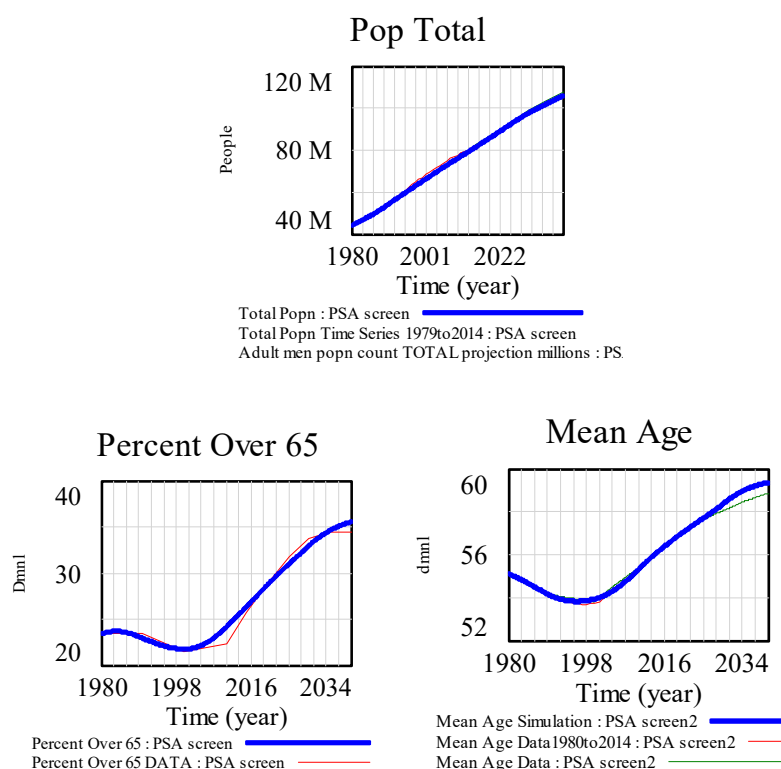 Pop Total
120 M
80 M
40 M
People
1980 2001 2022
Time (year)
Total Popn : PSA screen
Total Popn Time Series 1979to2014 : PSA screen
Adult men popn count TOTAL projection millions : PS
Percent Over 65
40
30
20
Dmnl
1980 1998 2016 2034
Time (year)
Percent Over 65 : PSA screen
Percent Over 65 DATA : PSA screen
Mean Age
60
56
52
dmnl
1980 1998 2016 2034
Time (year)
Mean Age Simulation : PSA screen2
Mean Age Data1980to2014 : PSA screen2
Mean Age Data : PSA screen2